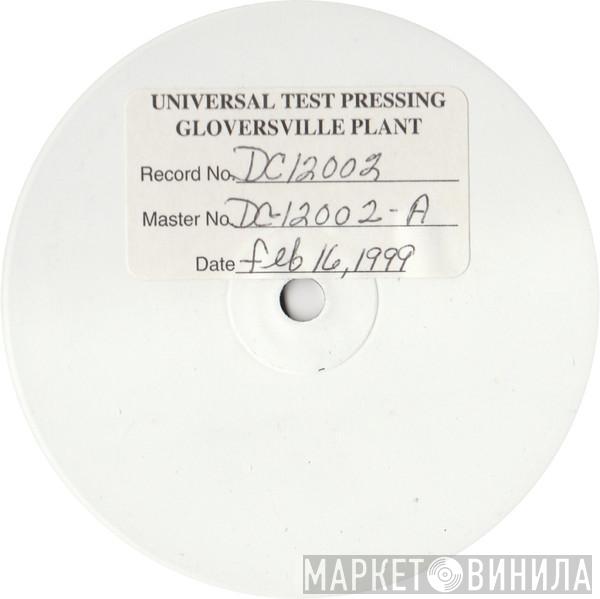 UNIVERSAL TEST PRESSING
GLOVERSVILLE PLANT
Record No. DC12002
Master No. DC-12002-A
Date feb 16, 1999
МАРКЕТ ВИНИЛА